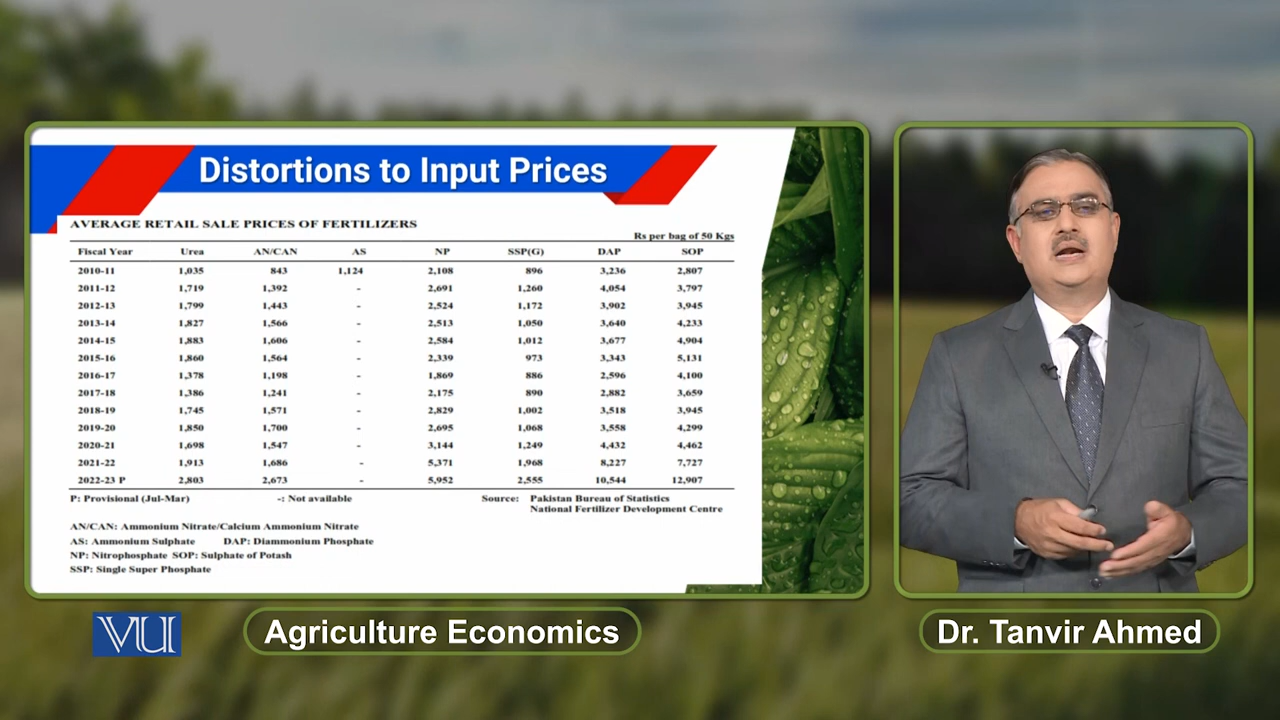 Distortions to Input Prices
AVERAGE RETAIL SALE PRICES OF FERTILIZERS
Rs per bag of 50 Kgs
Fiscal Year Urea AN/CAN AS NP SSP(G) DAP SOP
2010-11 1,035 843 1,124 2,108 896 3,236 2,807
2011-12 1,719 1,392 - 2,691 1,260 4,054 3,797
2012-13 1,799 1,443 - 2,524 1,172 3,902 3,945
2013-14 1,827 1,566 - 2,513 1,050 3,640 4,233
2014-15 1,883 1,606 - 2,584 1,012 3,677 4,904
2015-16 1,860 1,564 - 2,339 973 3,343 5,131
2016-17 1,378 1,198 - 1,869 886 2,596 4,100
2017-18 1,386 1,241 - 2,175 890 2,882 3,659
2018-19 1,745 1,571 - 2,829 1,002 3,518 3,945
2019-20 1,850 1,700 - 2,695 1,068 3,558 4,299
2020-21 1,698 1,547 - 3,144 1,249 4,432 4,462
2021-22 1,913 1,686 - 5,371 1,968 8,227 7,727
2022-23 P 2,803 2,673 - 5,952 2,555 10,544 12,907
P: Provisional (Jul-Mar) -: Not available Source: Pakistan Bureau of Statistics
National Fertilizer Development Centre
AN/CAN: Ammonium Nitrate/Calcium Ammonium Nitrate
AS: Ammonium Sulphate DAP: Diammonium Phosphate
NP: Nitrophosphate SOP: Sulphate of Potash
SSP: Single Super Phosphate
VU
Agriculture Economics
Dr. Tanvir Ahmed